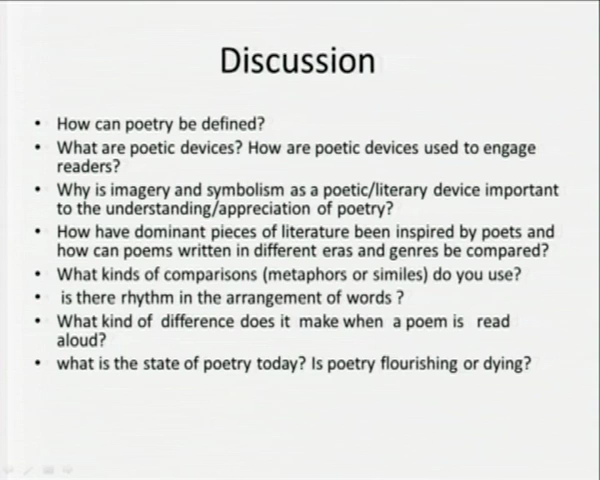 Discussion
• How can poetry be defined?
• What are poetic devices? How are poetic devices used to engage
readers?
• Why is imagery and symbolism as a poetic/literary device important
to the understanding/appreciation of poetry?
• How have dominant pieces of literature been inspired by poets and
how can poems written in different eras and genres be compared?
• What kinds of comparisons (metaphors or similes) do you use?
• is there rhythm in the arrangement of words ?
• What kind of difference does it make when a poem is read
aloud?
• what is the state of poetry today? Is poetry flourishing or dying?